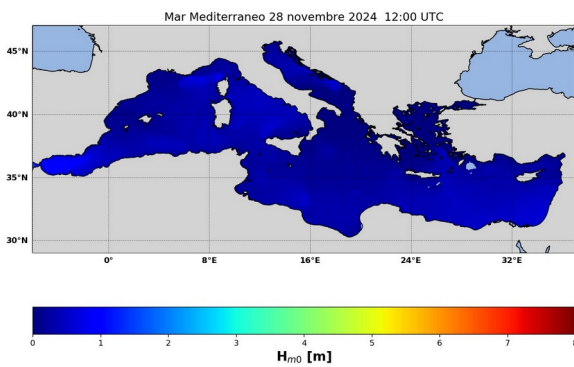 Mar Mediterraneo 28 novembre 2024 12:00 UTC
45°N
40°N
35°N
30°N
0° 8°E 16°E 24°E 32°E
0 1 2 3 4 5 6 7 8
Hm0 [m]